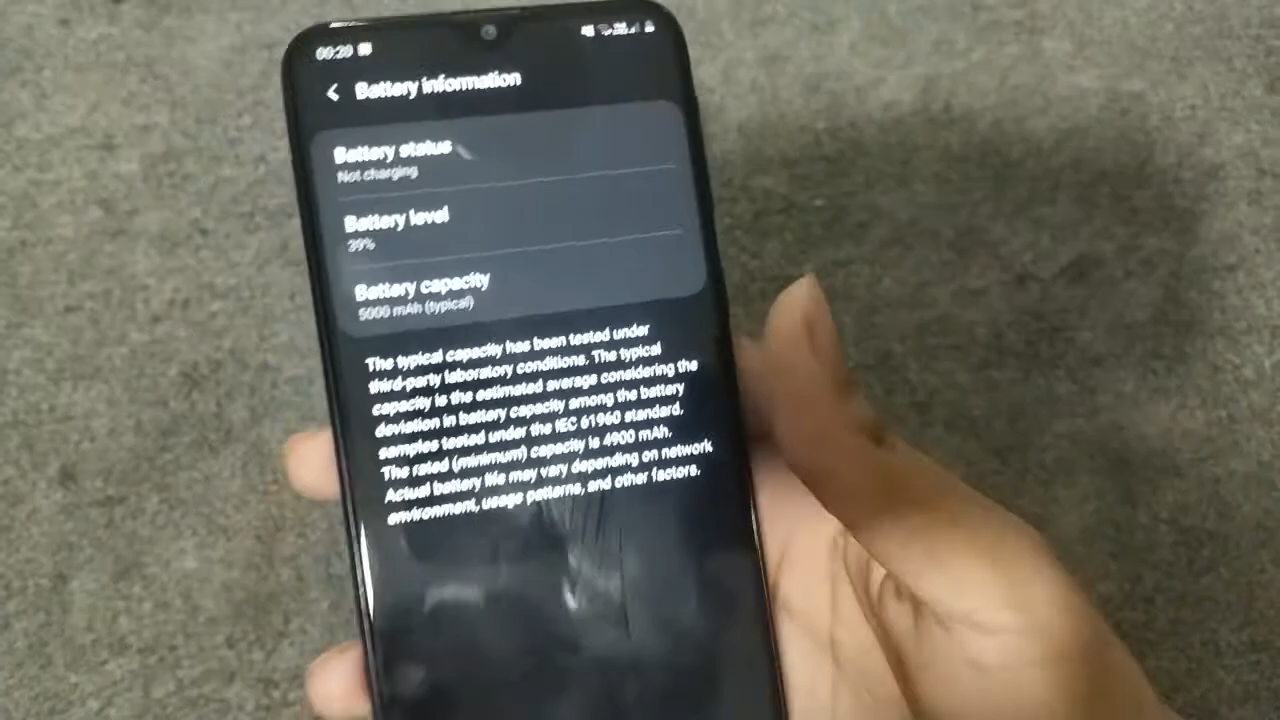 00:20
Battery information
Battery status
Not charging
Battery level
39%
Battery capacity
5000 mAh (typical)
The typical capacity has been tested under
third-party laboratory conditions. The typical
capacity is the estimated average considering the
deviation in battery capacity among the battery
samples tested under the IEC 61960 standard.
The rated (minimum) capacity is 4900 mAh.
Actual battery life may vary depending on network
environment, usage patterns, and other factors.